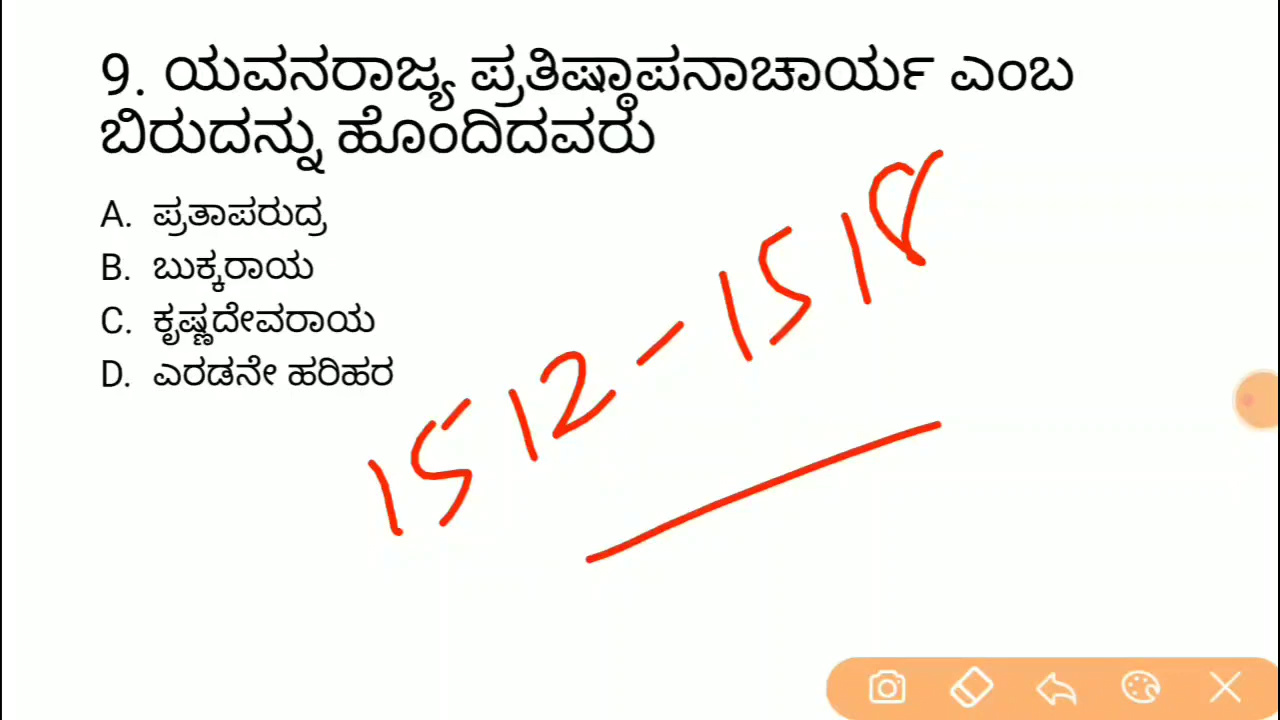 9. ಯವನರಾಜ್ಯ ಪ್ರತಿಷ್ಠಾಪನಾಚಾರ್ಯ ಎಂಬ
ಬಿರುದನ್ನು ಹೊಂದಿದವರು
A. ಪ್ರತಾಪರುದ್ರ
B. ಬುಕ್ಕರಾಯ
C. ಕೃಷ್ಣದೇವರಾಯ
D. ಎರಡನೇ ಹರಿಹರ
1512-1518